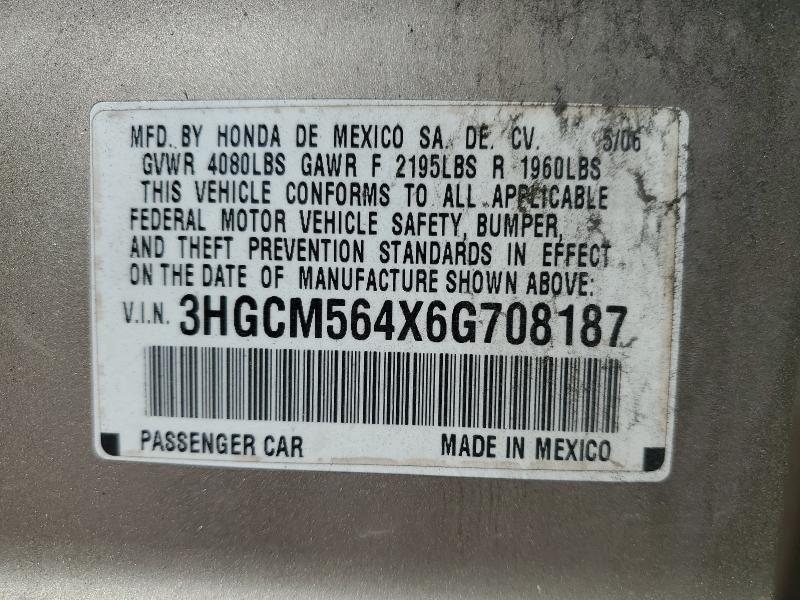 MFD. BY HONDA DE MEXICO SA. DE. CV. 5/06
GVWR 4080LBS GAWR F 2195LBS R 1960LBS
THIS VEHICLE CONFORMS TO ALL APPLICABLE
FEDERAL MOTOR VEHICLE SAFETY, BUMPER,
AND THEFT PREVENTION STANDARDS IN EFFECT
ON THE DATE OF MANUFACTURE SHOWN ABOVE:
V.I.N. 3HGCM564X6G708187
PASSENGER CAR MADE IN MEXICO